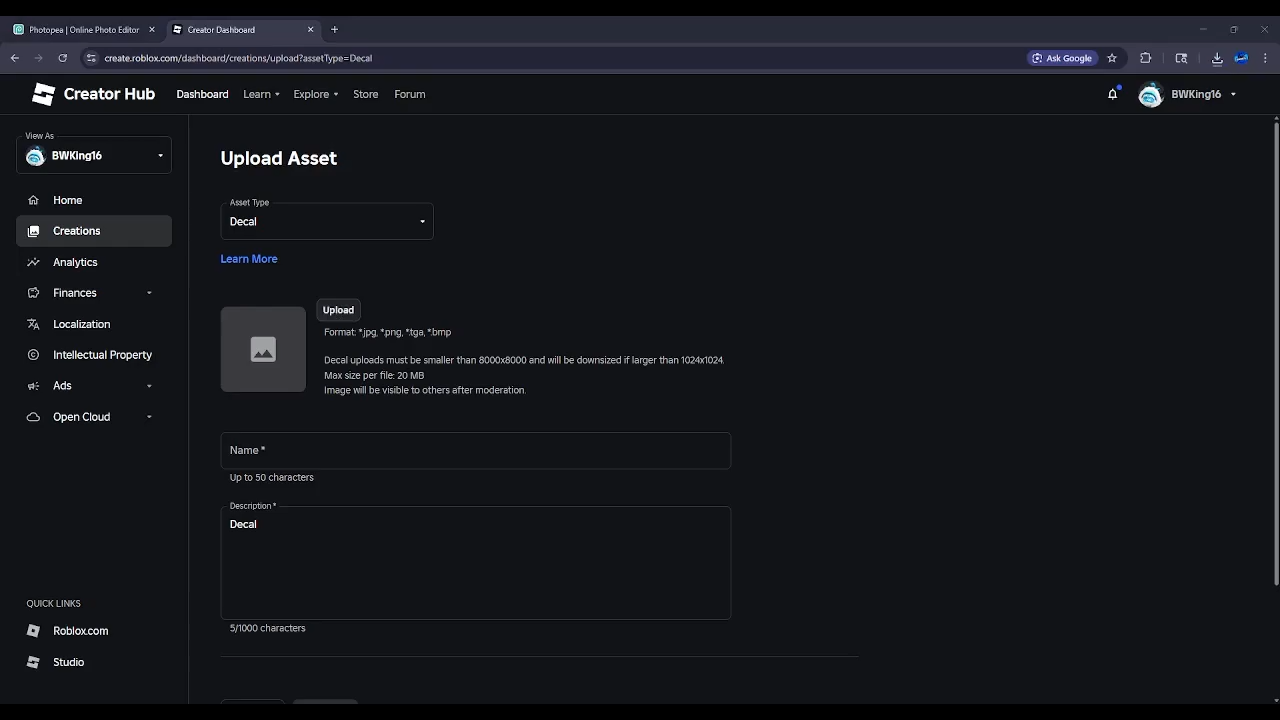 Photopea | Online Photo Editor
Creator Dashboard
create.roblox.com/dashboard/creations/upload?assetType=Decal
Ask Google
Creator Hub
Dashboard
Learn
Explore
Store
Forum
BWKing16
View As
BWKing16
Home
Creations
Analytics
Finances
Localization
Intellectual Property
Ads
Open Cloud
QUICK LINKS
Roblox.com
Studio
Upload Asset
Asset Type
Decal
Learn More
Upload
Format: *.jpg, *.png, *.tga, *.bmp
Decal uploads must be smaller than 8000x8000 and will be downsized if larger than 1024x1024.
Max size per file: 20 MB
Image will be visible to others after moderation.
Name *
Up to 50 characters
Description *
Decal
5/1000 characters